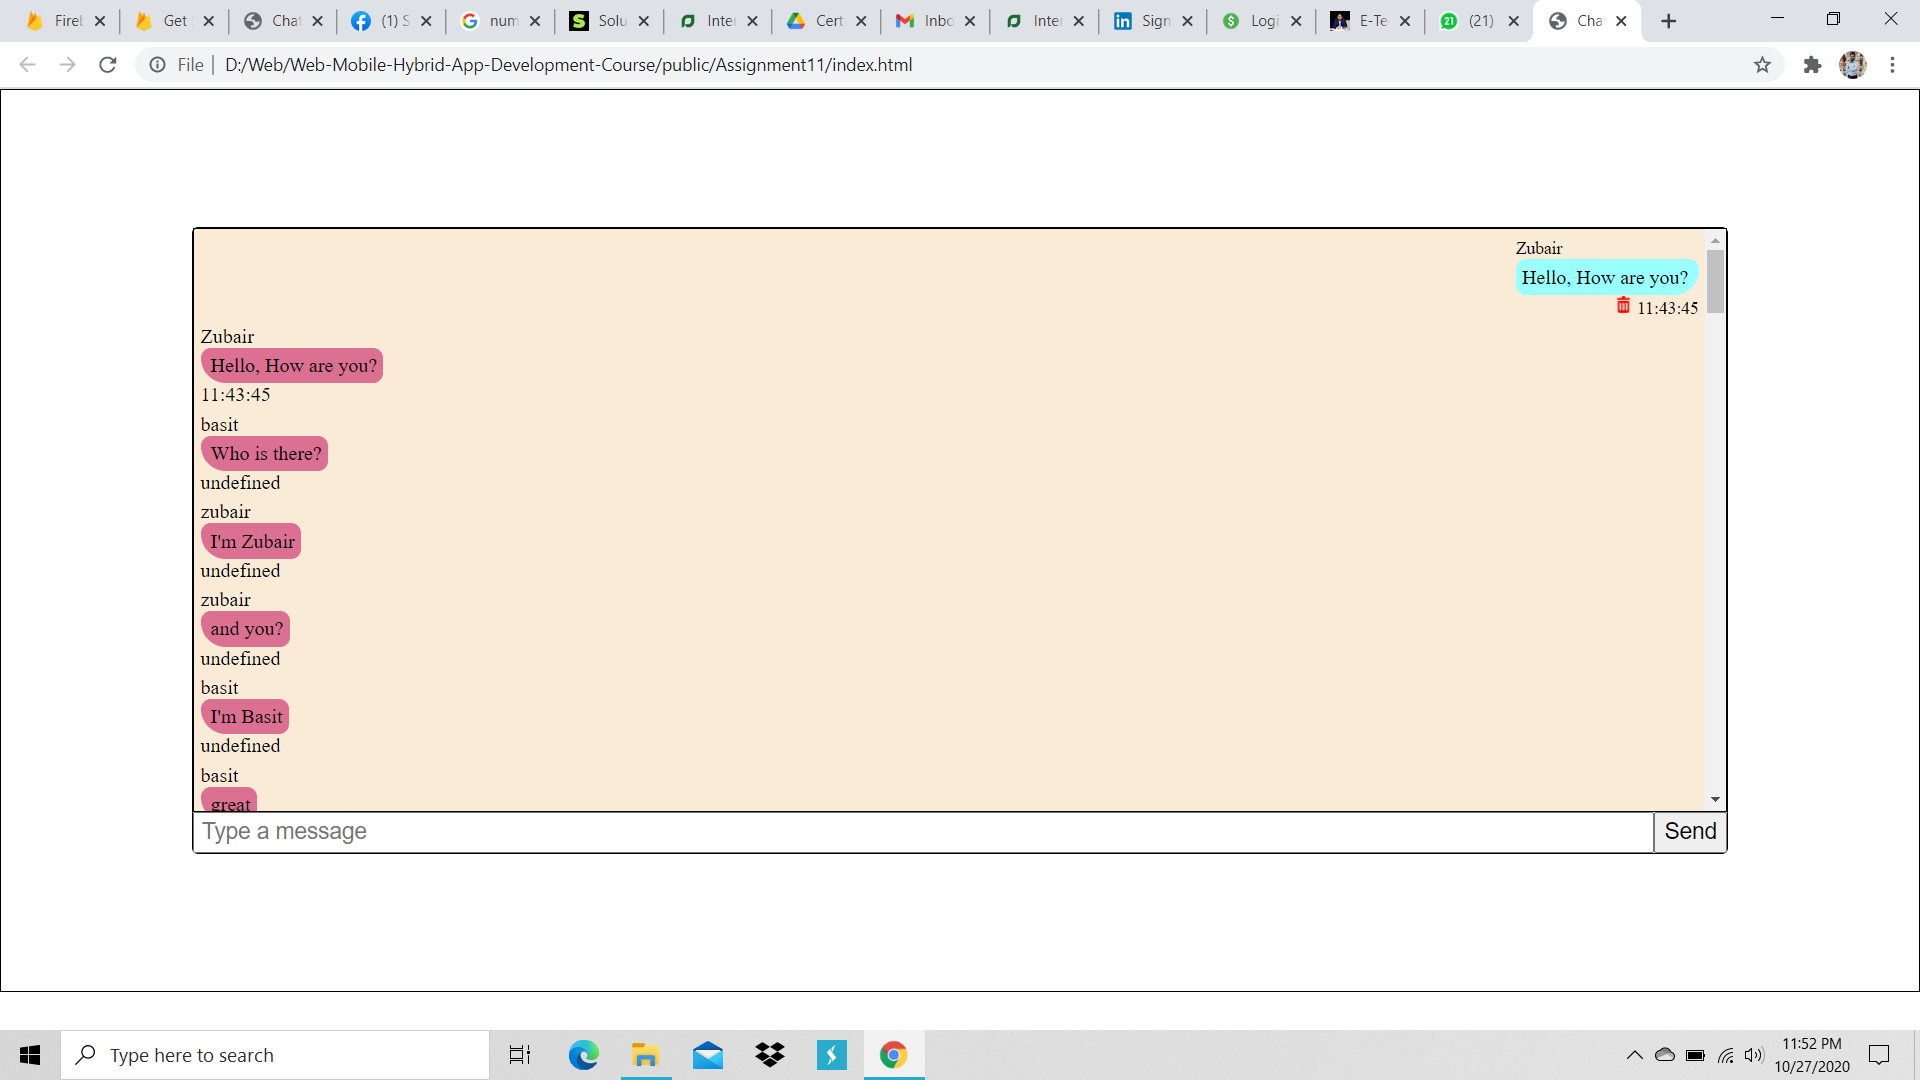 Firel Get Chat (1) S num Solu Inter Cert Inbo Inter Sign Logi E-Te (21) Cha
File D:/Web/Web-Mobile-Hybrid-App-Development-Course/public/Assignment11/index.html
Zubair
Hello, How are you?
11:43:45
Zubair
Hello, How are you?
11:43:45
basit
Who is there?
undefined
zubair
I'm Zubair
undefined
zubair
and you?
undefined
basit
I'm Basit
undefined
basit
great
Type a message Send
Type here to search
11:52 PM
10/27/2020